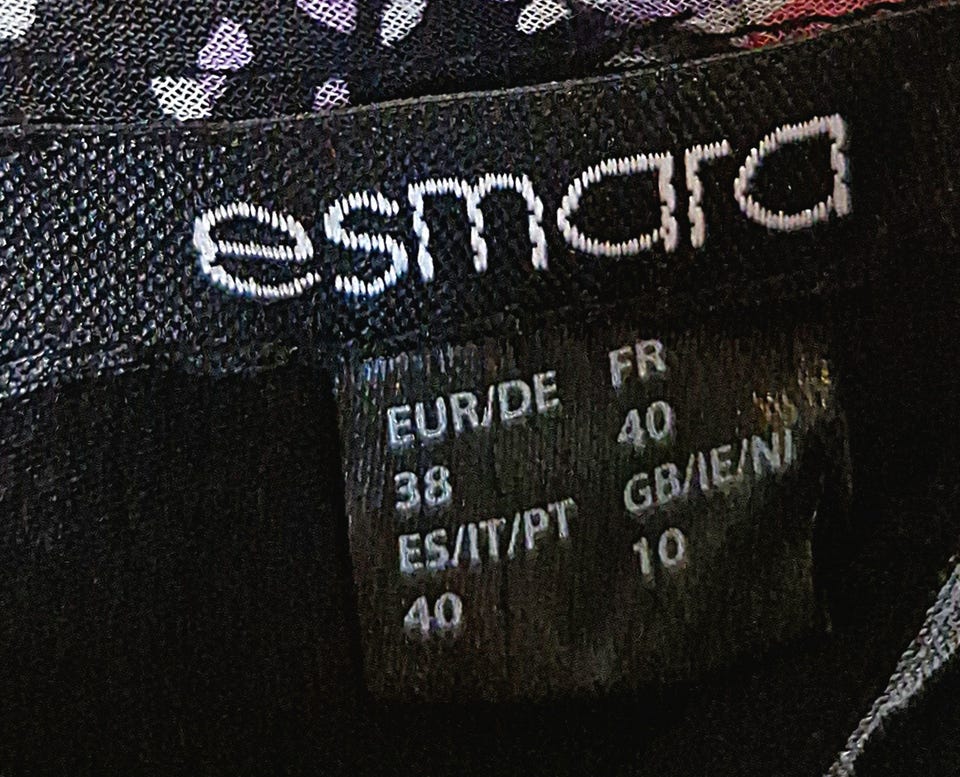 esmara
EUR/DE FR
38 40
ES/IT/PT GB/IE/NI
40 10